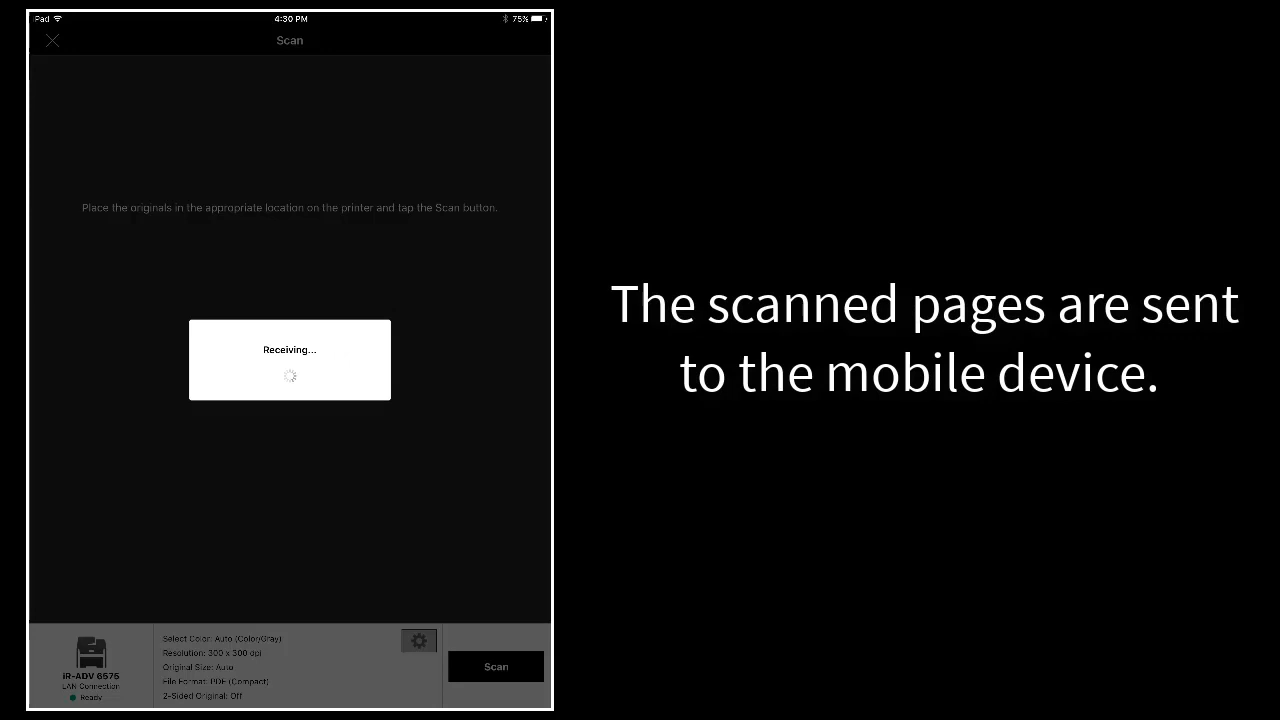 iPad 4:30 PM 75%
Scan
Place the originals in the appropriate location on the printer and tap the Scan button.
Receiving...
The scanned pages are sent
to the mobile device.
iR-ADV 6575
LAN Connection
Ready
Select Color: Auto (Color/Gray)
Resolution: 300 x 300 dpi
Original Size: Auto
File Format: PDF (Compact)
2-Sided Original: Off
Scan